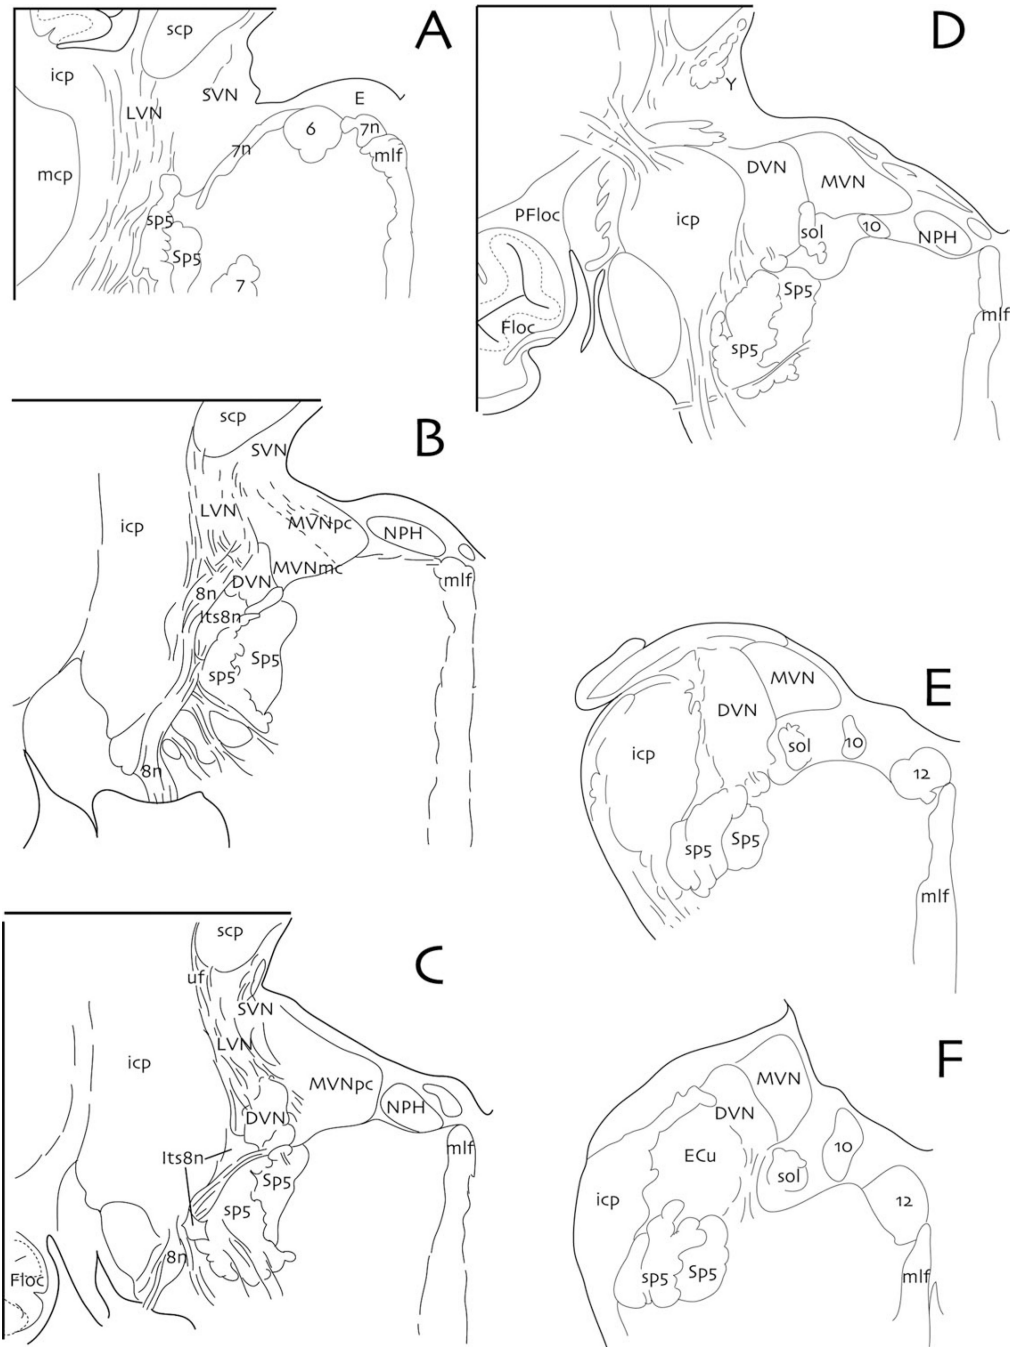 A
scp
icp
SVN
LVN
E
6
7n
7n
mlf
mcp
sp5
Sp5
7
D
Y
DVN
MVN
PFloc
icp
sol
10
NPH
Sp5
mlf
Floc
sp5
B
scp
SVN
LVN
icp
MVNpc
NPH
MVNmc
DVN
mlf
8n
Its8n
Sp5
sp5
8n
E
MVN
DVN
icp
sol
10
12
sp5
Sp5
mlf
C
scp
uf
SVN
LVN
icp
MVNpc
NPH
DVN
mlf
Its8n
Sp5
sp5
8n
Floc
F
MVN
DVN
10
ECu
sol
icp
12
sp5
Sp5
mlf